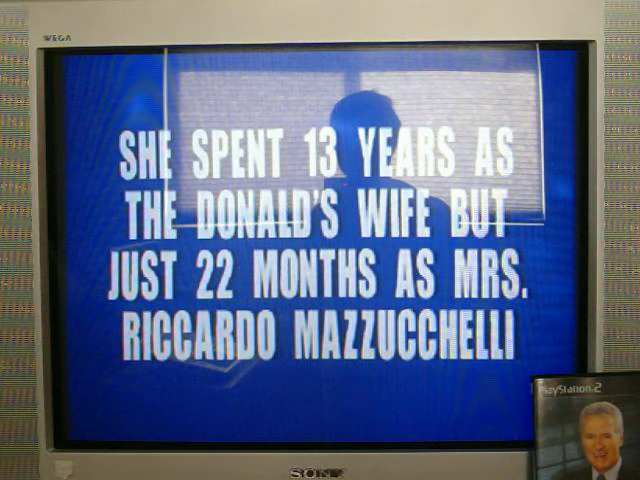 WEGA
SHE SPENT 13 YEARS AS
THE DONALD'S WIFE BUT
JUST 22 MONTHS AS MRS.
RICCARDO MAZZUCCHELLI
PlayStation 2
SONY